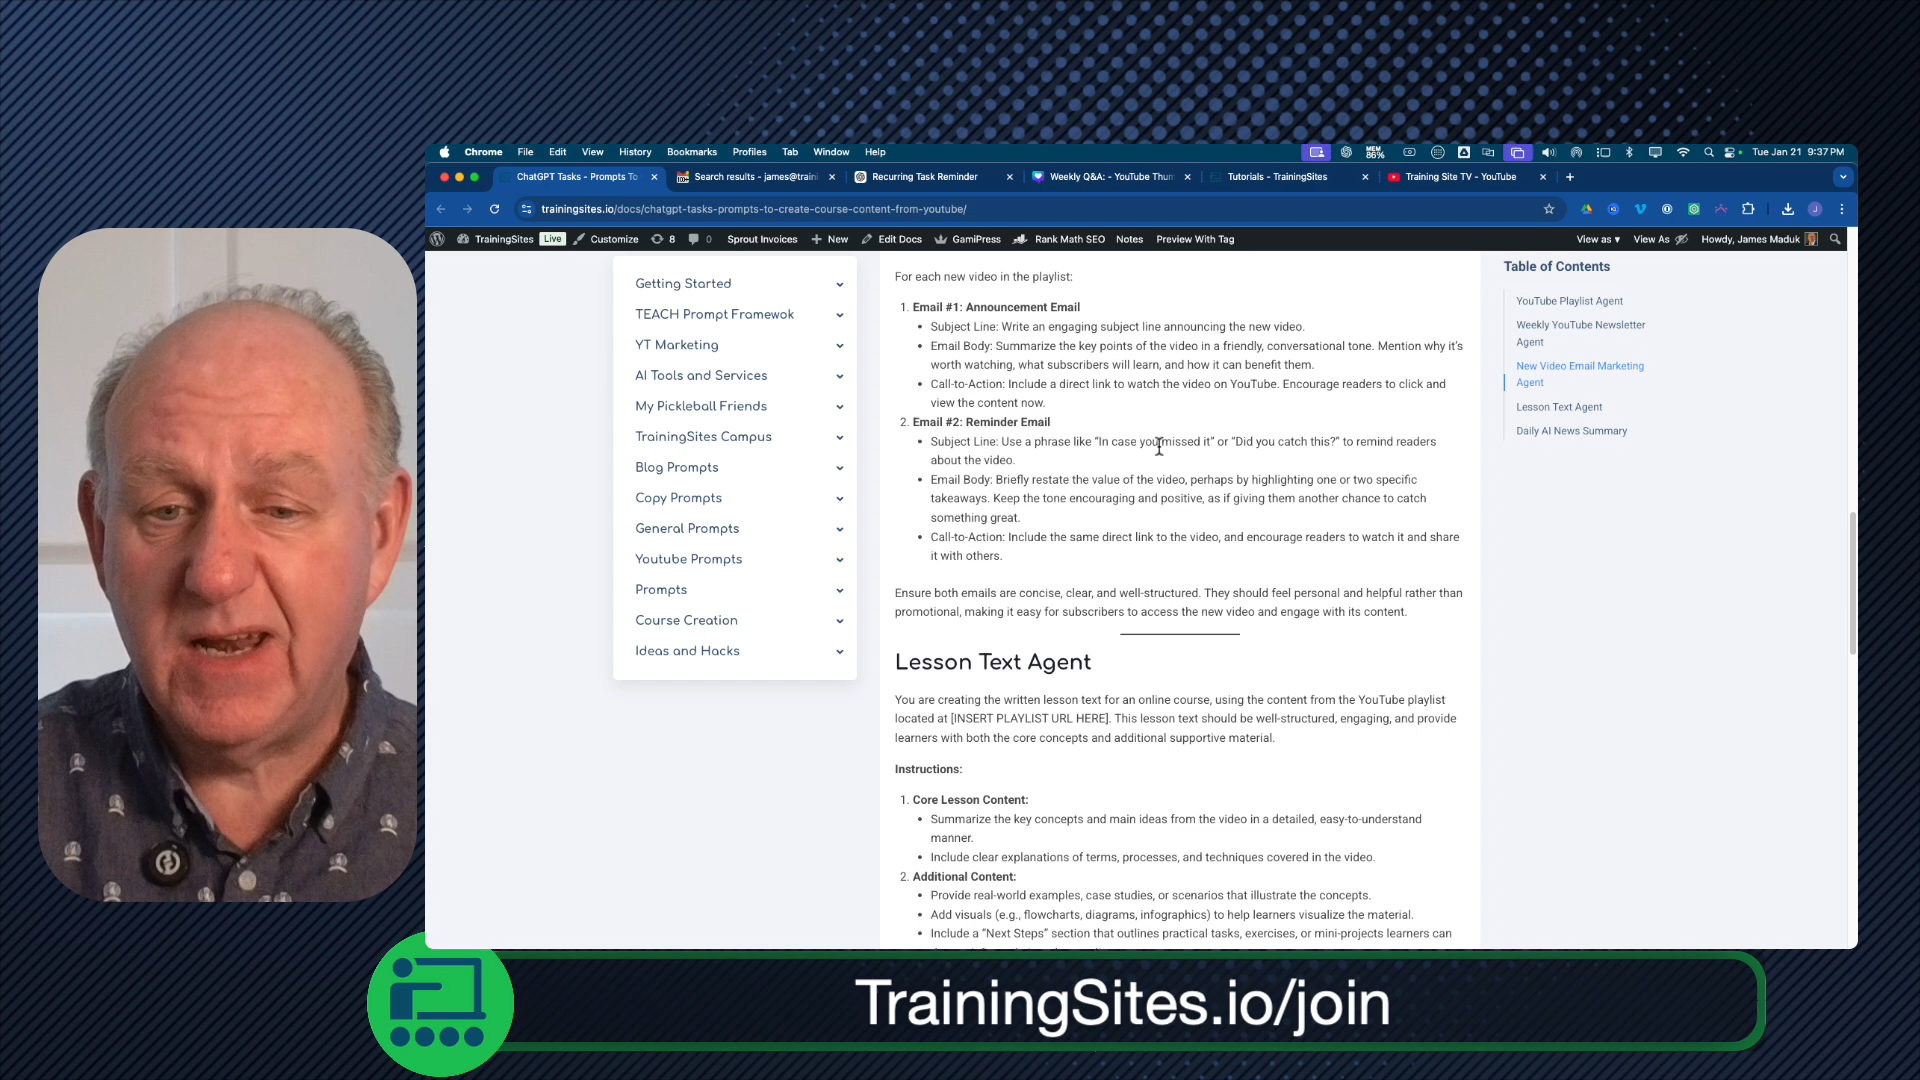 Chrome File Edit View History Bookmarks Profiles Tab Window Help
MEM 86%
Tue Jan 21 9:37 PM
ChatGPT Tasks - Prompts To
Search results - james@traini
Recurring Task Reminder
Weekly Q&A: - YouTube Thum
Tutorials - TrainingSites
Training Site TV - YouTube
trainingsites.io/docs/chatgpt-tasks-prompts-to-create-course-content-from-youtube/
TrainingSites Live Customize 8 0 Sprout Invoices New Edit Docs GamiPress Rank Math SEO Notes Preview With Tag View as View As Howdy, James Maduk
Getting Started
TEACH Prompt Framewok
YT Marketing
AI Tools and Services
My Pickleball Friends
TrainingSites Campus
Blog Prompts
Copy Prompts
General Prompts
Youtube Prompts
Prompts
Course Creation
Ideas and Hacks
For each new video in the playlist:
1. Email #1: Announcement Email
• Subject Line: Write an engaging subject line announcing the new video.
• Email Body: Summarize the key points of the video in a friendly, conversational tone. Mention why it's
worth watching, what subscribers will learn, and how it can benefit them.
• Call-to-Action: Include a direct link to watch the video on YouTube. Encourage readers to click and
view the content now.
2. Email #2: Reminder Email
• Subject Line: Use a phrase like “In case you missed it” or “Did you catch this?” to remind readers
about the video.
• Email Body: Briefly restate the value of the video, perhaps by highlighting one or two specific
takeaways. Keep the tone encouraging and positive, as if giving them another chance to catch
something great.
• Call-to-Action: Include the same direct link to the video, and encourage readers to watch it and share
it with others.
Ensure both emails are concise, clear, and well-structured. They should feel personal and helpful rather than
promotional, making it easy for subscribers to access the new video and engage with its content.
Lesson Text Agent
You are creating the written lesson text for an online course, using the content from the YouTube playlist
located at [INSERT PLAYLIST URL HERE]. This lesson text should be well-structured, engaging, and provide
learners with both the core concepts and additional supportive material.
Instructions:
1. Core Lesson Content:
• Summarize the key concepts and main ideas from the video in a detailed, easy-to-understand
manner.
• Include clear explanations of terms, processes, and techniques covered in the video.
2. Additional Content:
• Provide real-world examples, case studies, or scenarios that illustrate the concepts.
• Add visuals (e.g., flowcharts, diagrams, infographics) to help learners visualize the material.
• Include a “Next Steps” section that outlines practical tasks, exercises, or mini-projects learners can
Table of Contents
YouTube Playlist Agent
Weekly YouTube Newsletter
Agent
New Video Email Marketing
Agent
Lesson Text Agent
Daily AI News Summary
TrainingSites.io/join